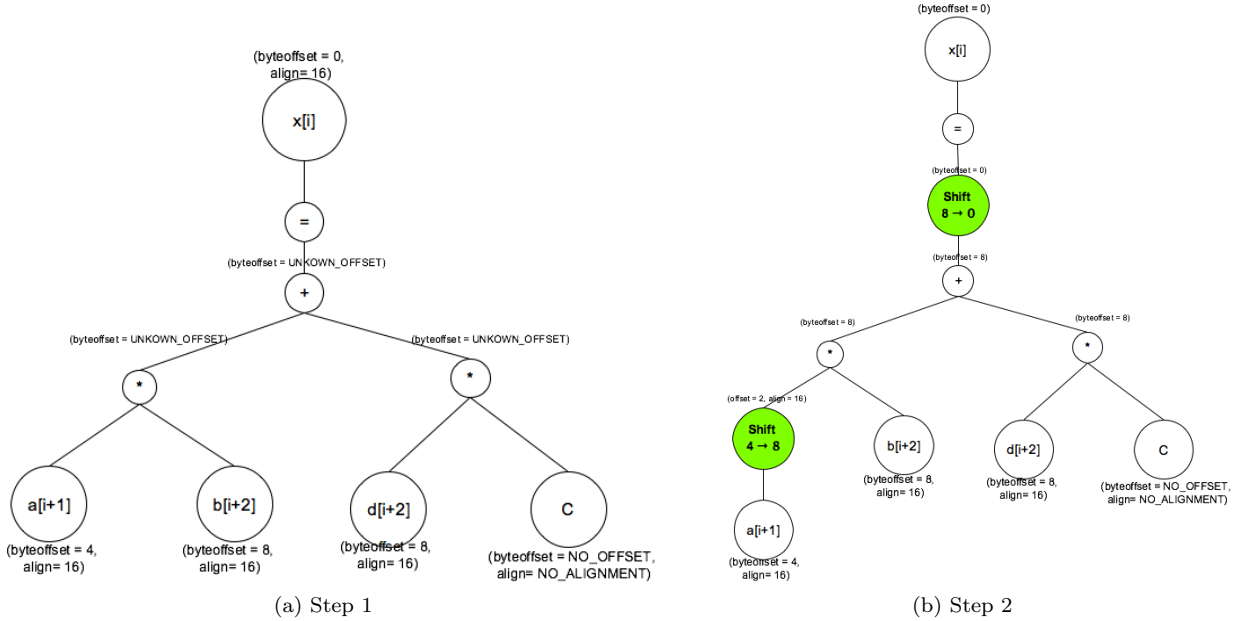 (byteoffset = 0,
align= 16)
x[i]
=
(byteoffset = UNKOWN_OFFSET)
+
(byteoffset = UNKOWN_OFFSET)
(byteoffset = UNKOWN_OFFSET)
*
*
a[i+1]
b[i+2]
d[i+2]
C
(byteoffset = 4,
align= 16)
(byteoffset = 8,
align= 16)
(byteoffset = 8,
align= 16)
(byteoffset = NO_OFFSET,
align= NO_ALIGNMENT)
(a) Step 1
(byteoffset = 0)
x[i]
=
(byteoffset = 0)
Shift
8 → 0
(byteoffset = 8)
+
(byteoffset = 8)
(byteoffset = 8)
*
*
(offset = 2, align = 16)
Shift
4 → 8
b[i+2]
d[i+2]
C
(byteoffset = 8,
align= 16)
(byteoffset = 8,
align= 16)
(byteoffset = NO_OFFSET,
align= NO_ALIGNMENT)
a[i+1]
(byteoffset = 4,
align= 16)
(b) Step 2